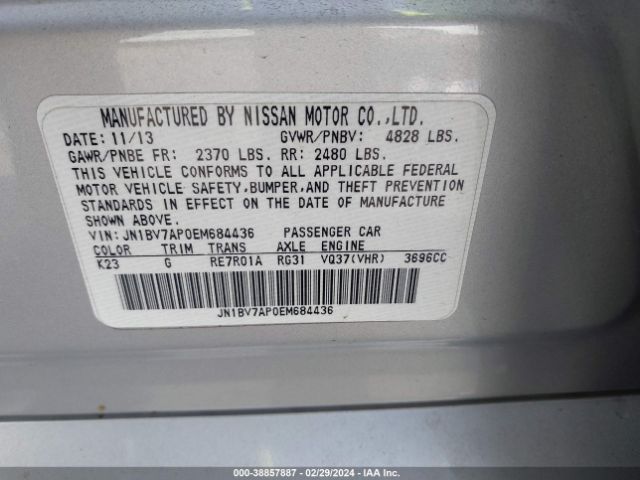 MANUFACTURED BY NISSAN MOTOR CO.,LTD.
DATE: 11/13 GVWR/PNBV: 4828 LBS.
GAWR/PNBE FR: 2370 LBS. RR: 2480 LBS.
THIS VEHICLE CONFORMS TO ALL APPLICABLE FEDERAL
MOTOR VEHICLE SAFETY,BUMPER,AND THEFT PREVENTION
STANDARDS IN EFFECT ON THE DATE OF MANUFACTURE
SHOWN ABOVE.
VIN: JN1BV7AP0EM684436 PASSENGER CAR
COLOR TRIM TRANS AXLE ENGINE
K23 G RE7R01A RG31 VQ37(VHR) 3696CC
JN1BV7AP0EM684436
000-38857887 - 02/29/2024 - IAA Inc.